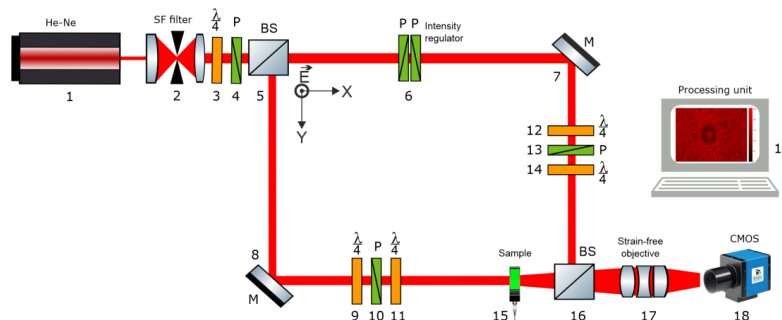 He-Ne
SF filter
λ/4
P
BS
P P
Intensity
regulator
M
1
2
3
4
5
E
X
Y
6
7
Processing unit
1
12
λ/4
13
P
14
λ/4
8
M
λ/4
P
λ/4
9
10
11
Sample
15
BS
16
Strain-free
objective
17
CMOS
18